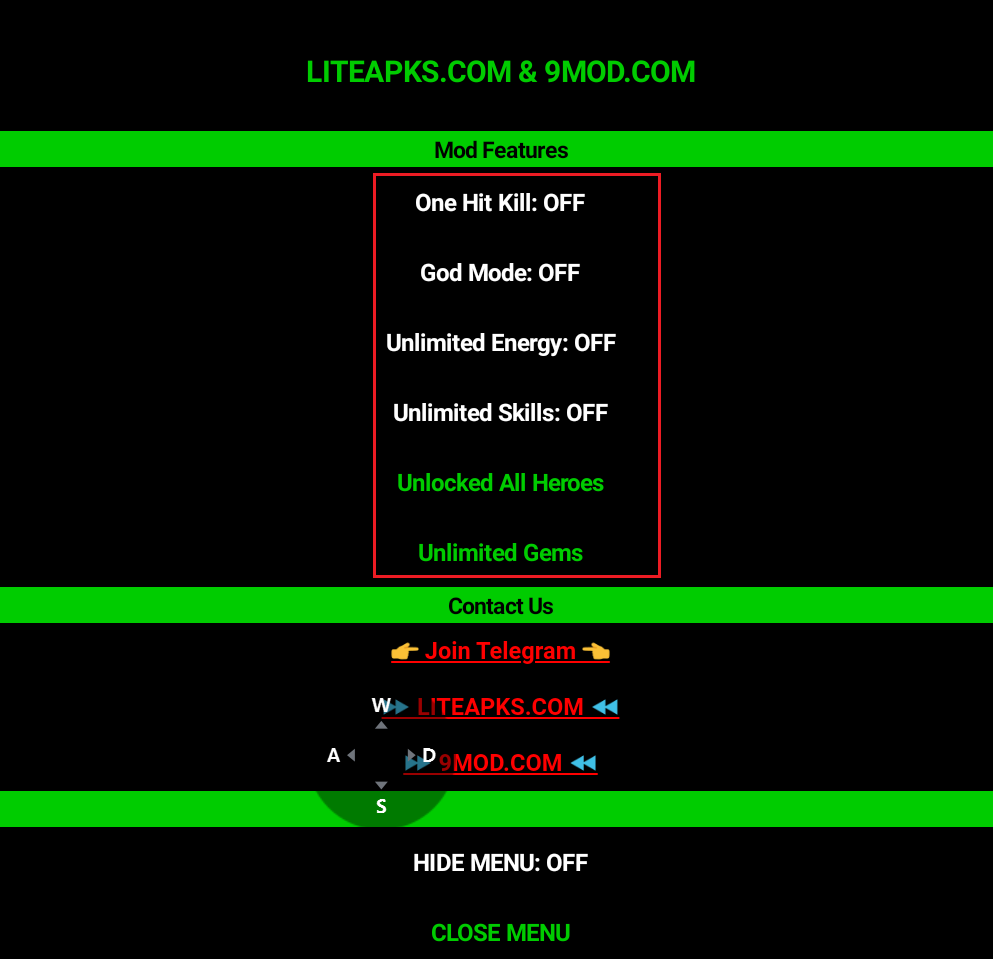 LITEAPKS.COM & 9MOD.COM
Mod Features
One Hit Kill: OFF
God Mode: OFF
Unlimited Energy: OFF
Unlimited Skills: OFF
Unlocked All Heroes
Unlimited Gems
Contact Us
👉 Join Telegram 👈
W
⏩ LITEAPKS.COM ⏪
A D
⏩ 9MOD.COM ⏪
S
HIDE MENU: OFF
CLOSE MENU